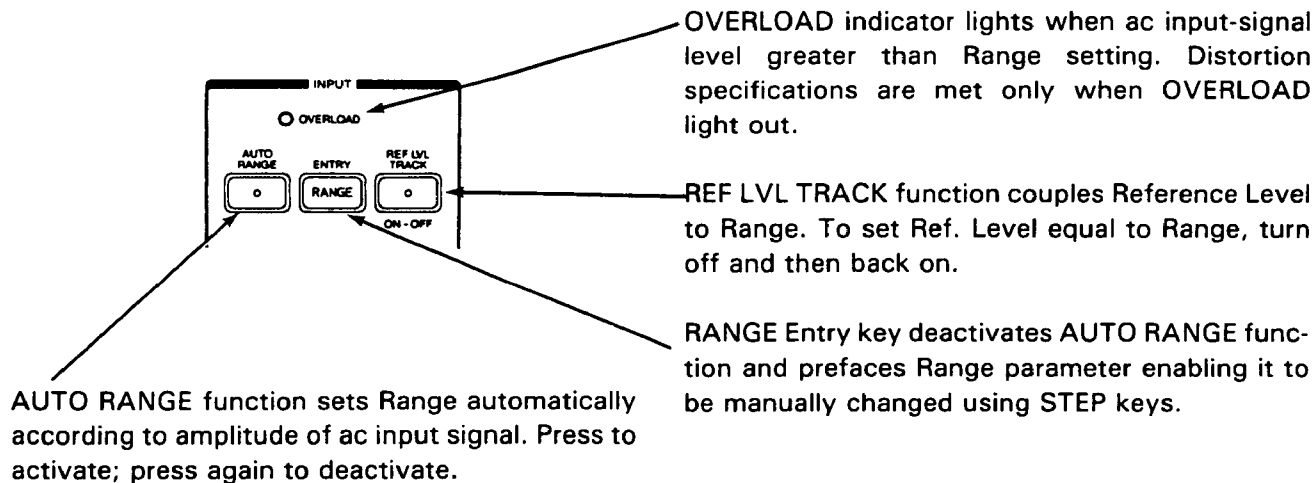 OVERLOAD indicator lights when ac input-signal
level greater than Range setting. Distortion
specifications are met only when OVERLOAD
light out.
INPUT
OVERLOAD
AUTO
RANGE
ENTRY
REF LVL
TRACK
RANGE
ON - OFF
REF LVL TRACK function couples Reference Level
to Range. To set Ref. Level equal to Range, turn
off and then back on.
RANGE Entry key deactivates AUTO RANGE func-
tion and prefaces Range parameter enabling it to
be manually changed using STEP keys.
AUTO RANGE function sets Range automatically
according to amplitude of ac input signal. Press to
activate; press again to deactivate.